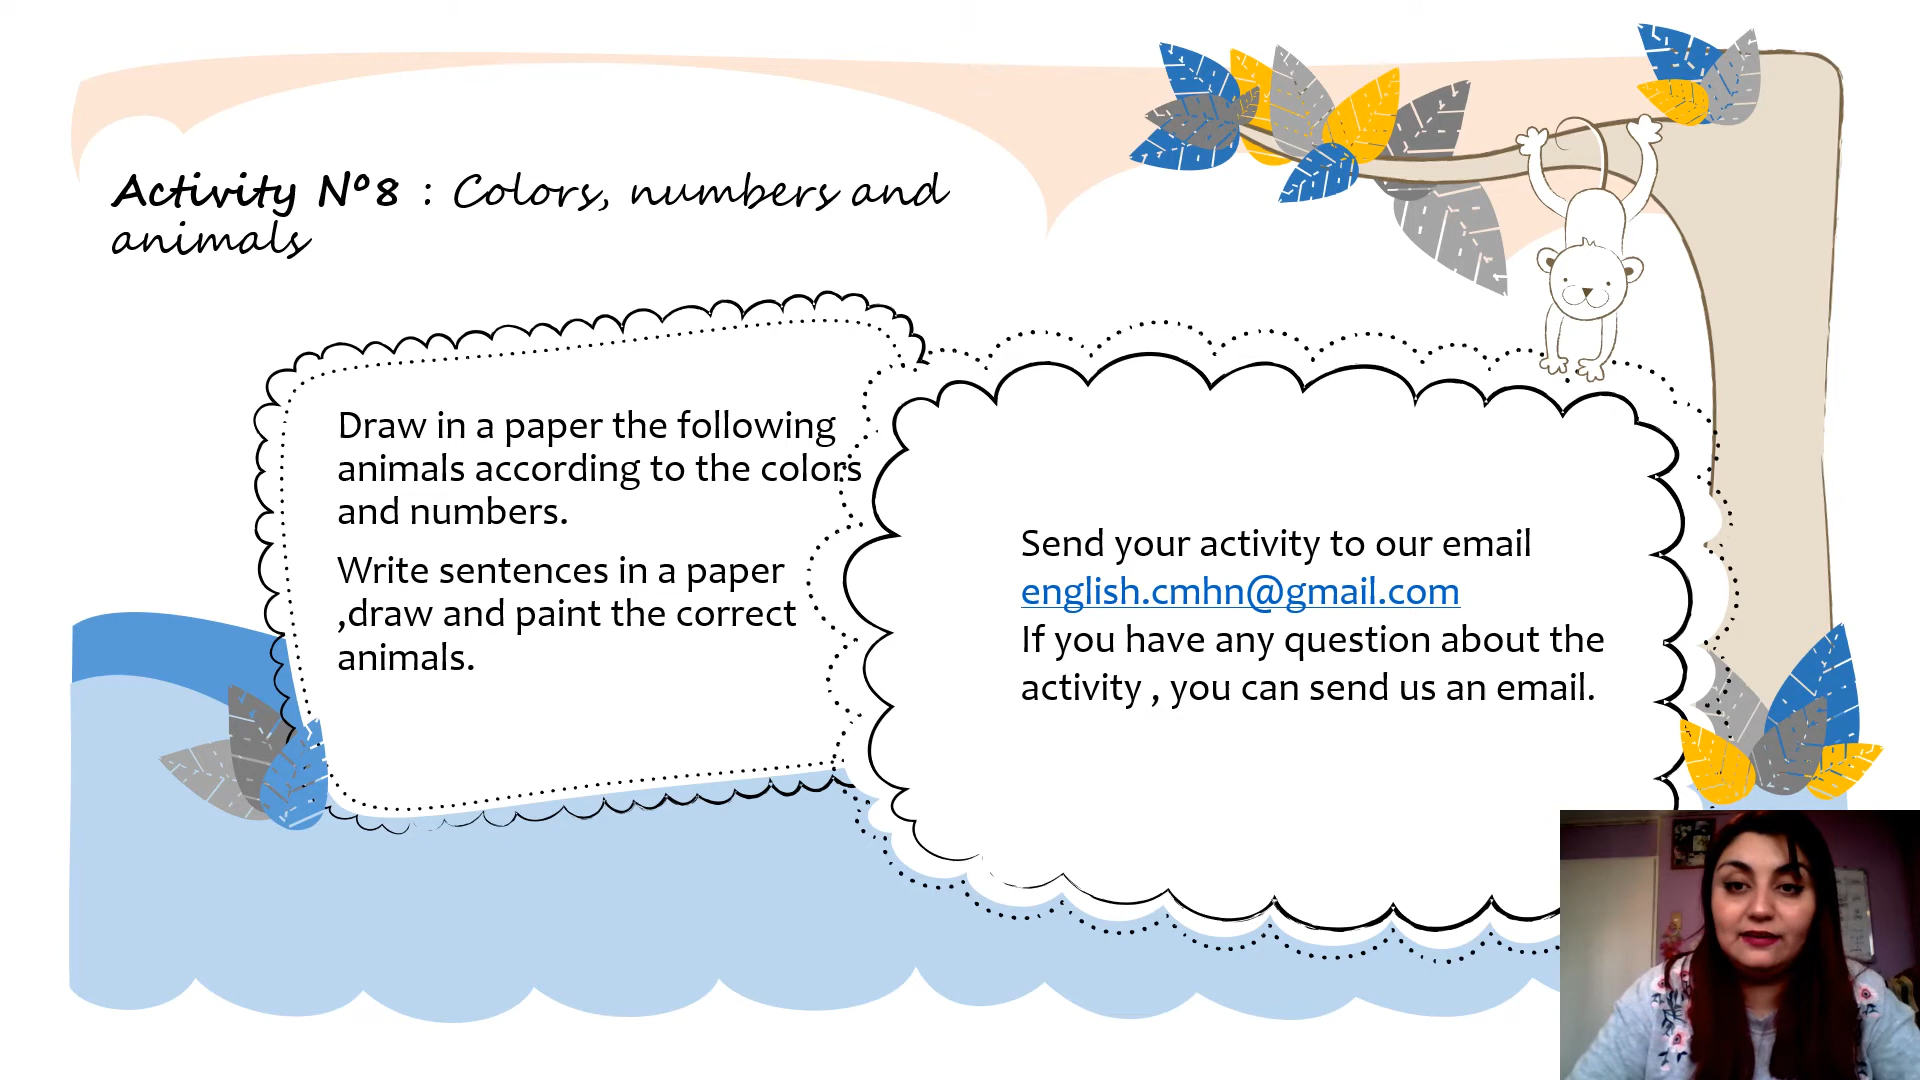 Activity Nº8 : Colors, numbers and
animals
Draw in a paper the following
animals according to the colors
and numbers.
Write sentences in a paper
,draw and paint the correct
animals.
Send your activity to our email
english.cmhn@gmail.com
If you have any question about the
activity , you can send us an email.